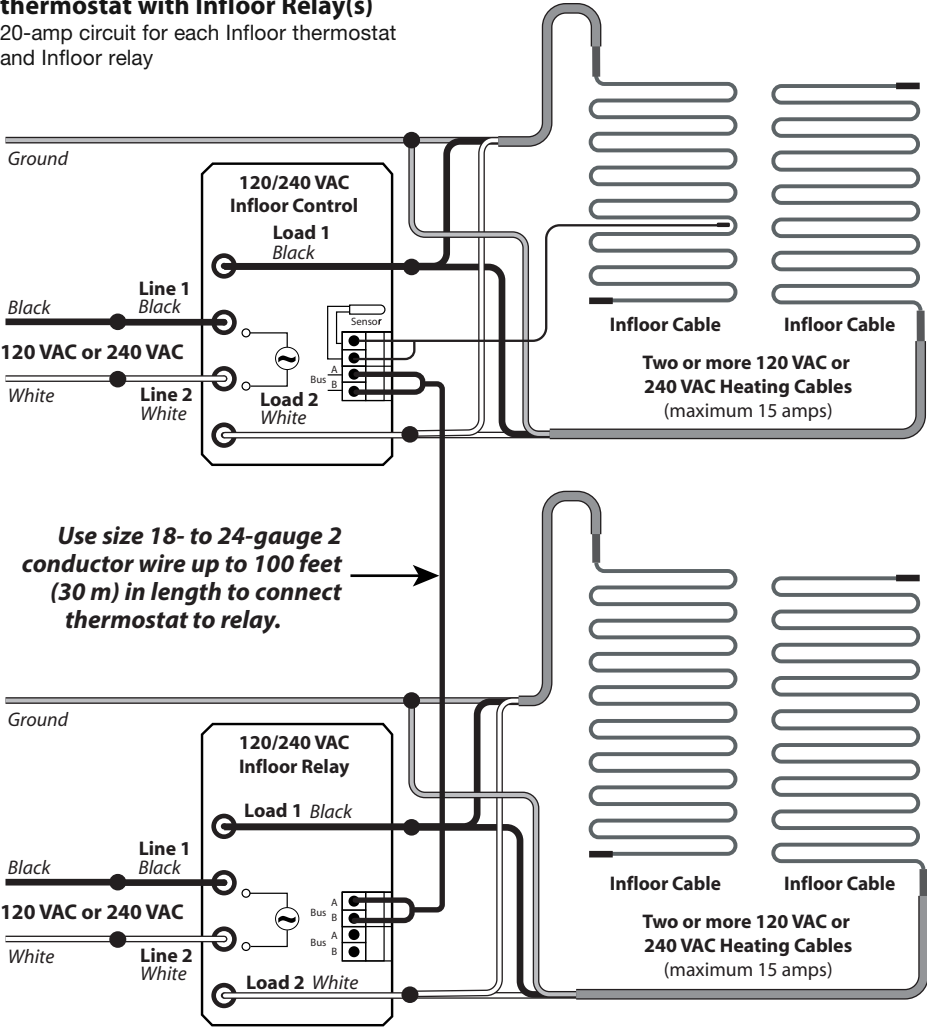 thermostat with Infloor Relay(s)
20-amp circuit for each Infloor thermostat
and Infloor relay
Ground
120/240 VAC
Infloor Control
Load 1
Black
Line 1
Black
Black
Sensor
120 VAC or 240 VAC
A
Bus
B
White
Line 2
White
Load 2
White
Infloor Cable
Infloor Cable
Two or more 120 VAC or
240 VAC Heating Cables
(maximum 15 amps)
Use size 18- to 24-gauge 2
conductor wire up to 100 feet
(30 m) in length to connect
thermostat to relay.
Ground
120/240 VAC
Infloor Relay
Load 1 Black
Line 1
Black
Black
120 VAC or 240 VAC
A
Bus
B
A
Bus
B
White
Line 2
White
Load 2 White
Infloor Cable
Infloor Cable
Two or more 120 VAC or
240 VAC Heating Cables
(maximum 15 amps)